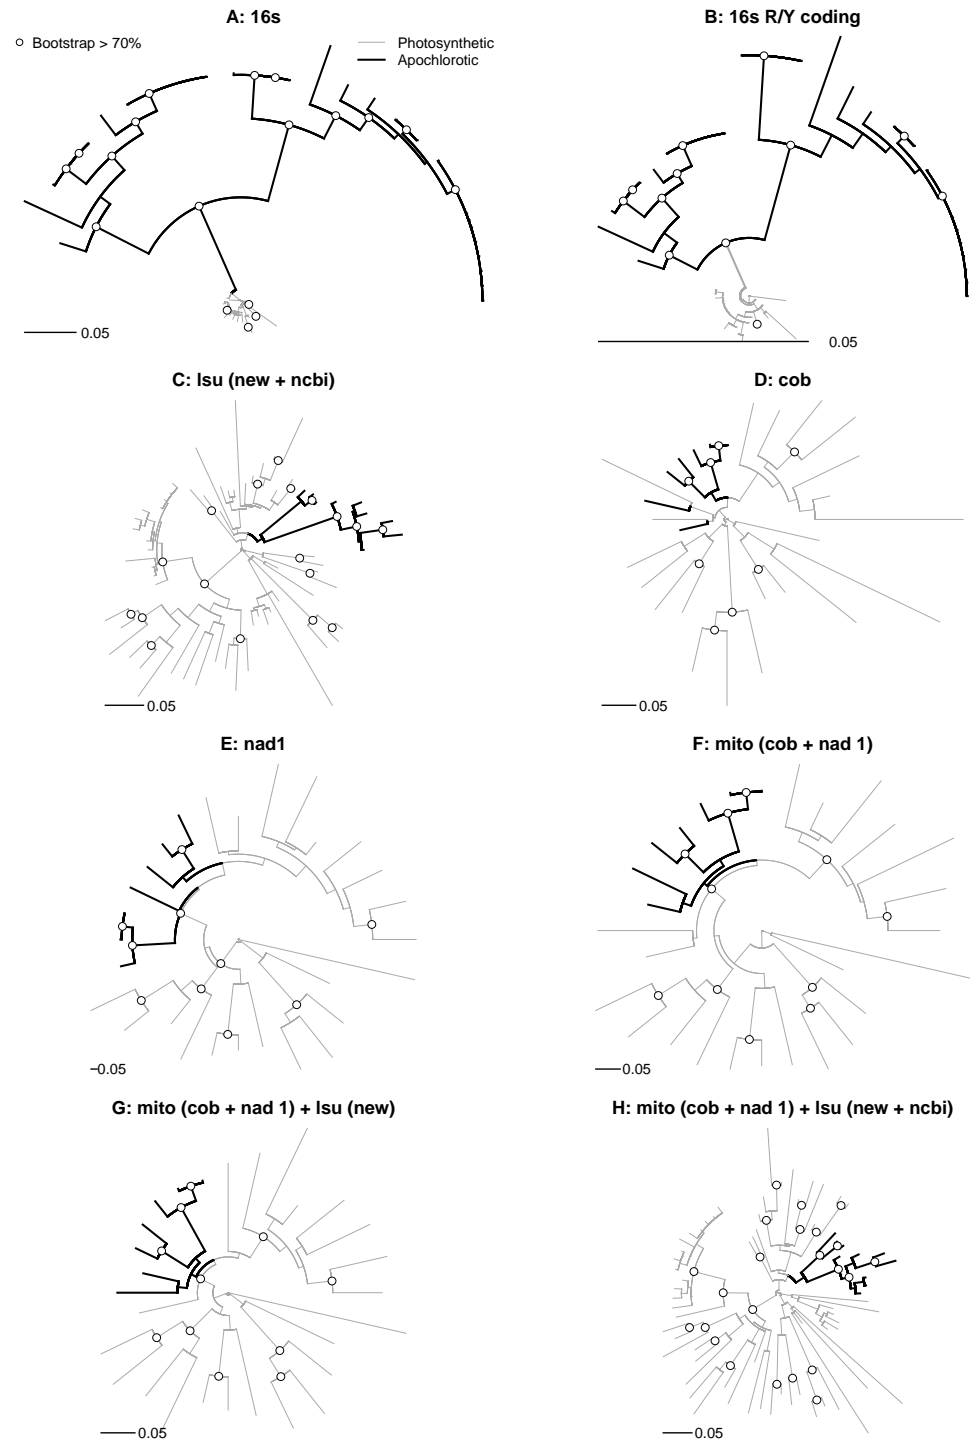 A: 16s
B: 16s R/Y coding
Bootstrap > 70%
Photosynthetic
Apochlorotic
0.05
0.05
C: lsu (new + ncbi)
D: cob
0.05
0.05
E: nad1
F: mito (cob + nad 1)
0.05
0.05
G: mito (cob + nad 1) + lsu (new)
H: mito (cob + nad 1) + lsu (new + ncbi)
0.05
0.05